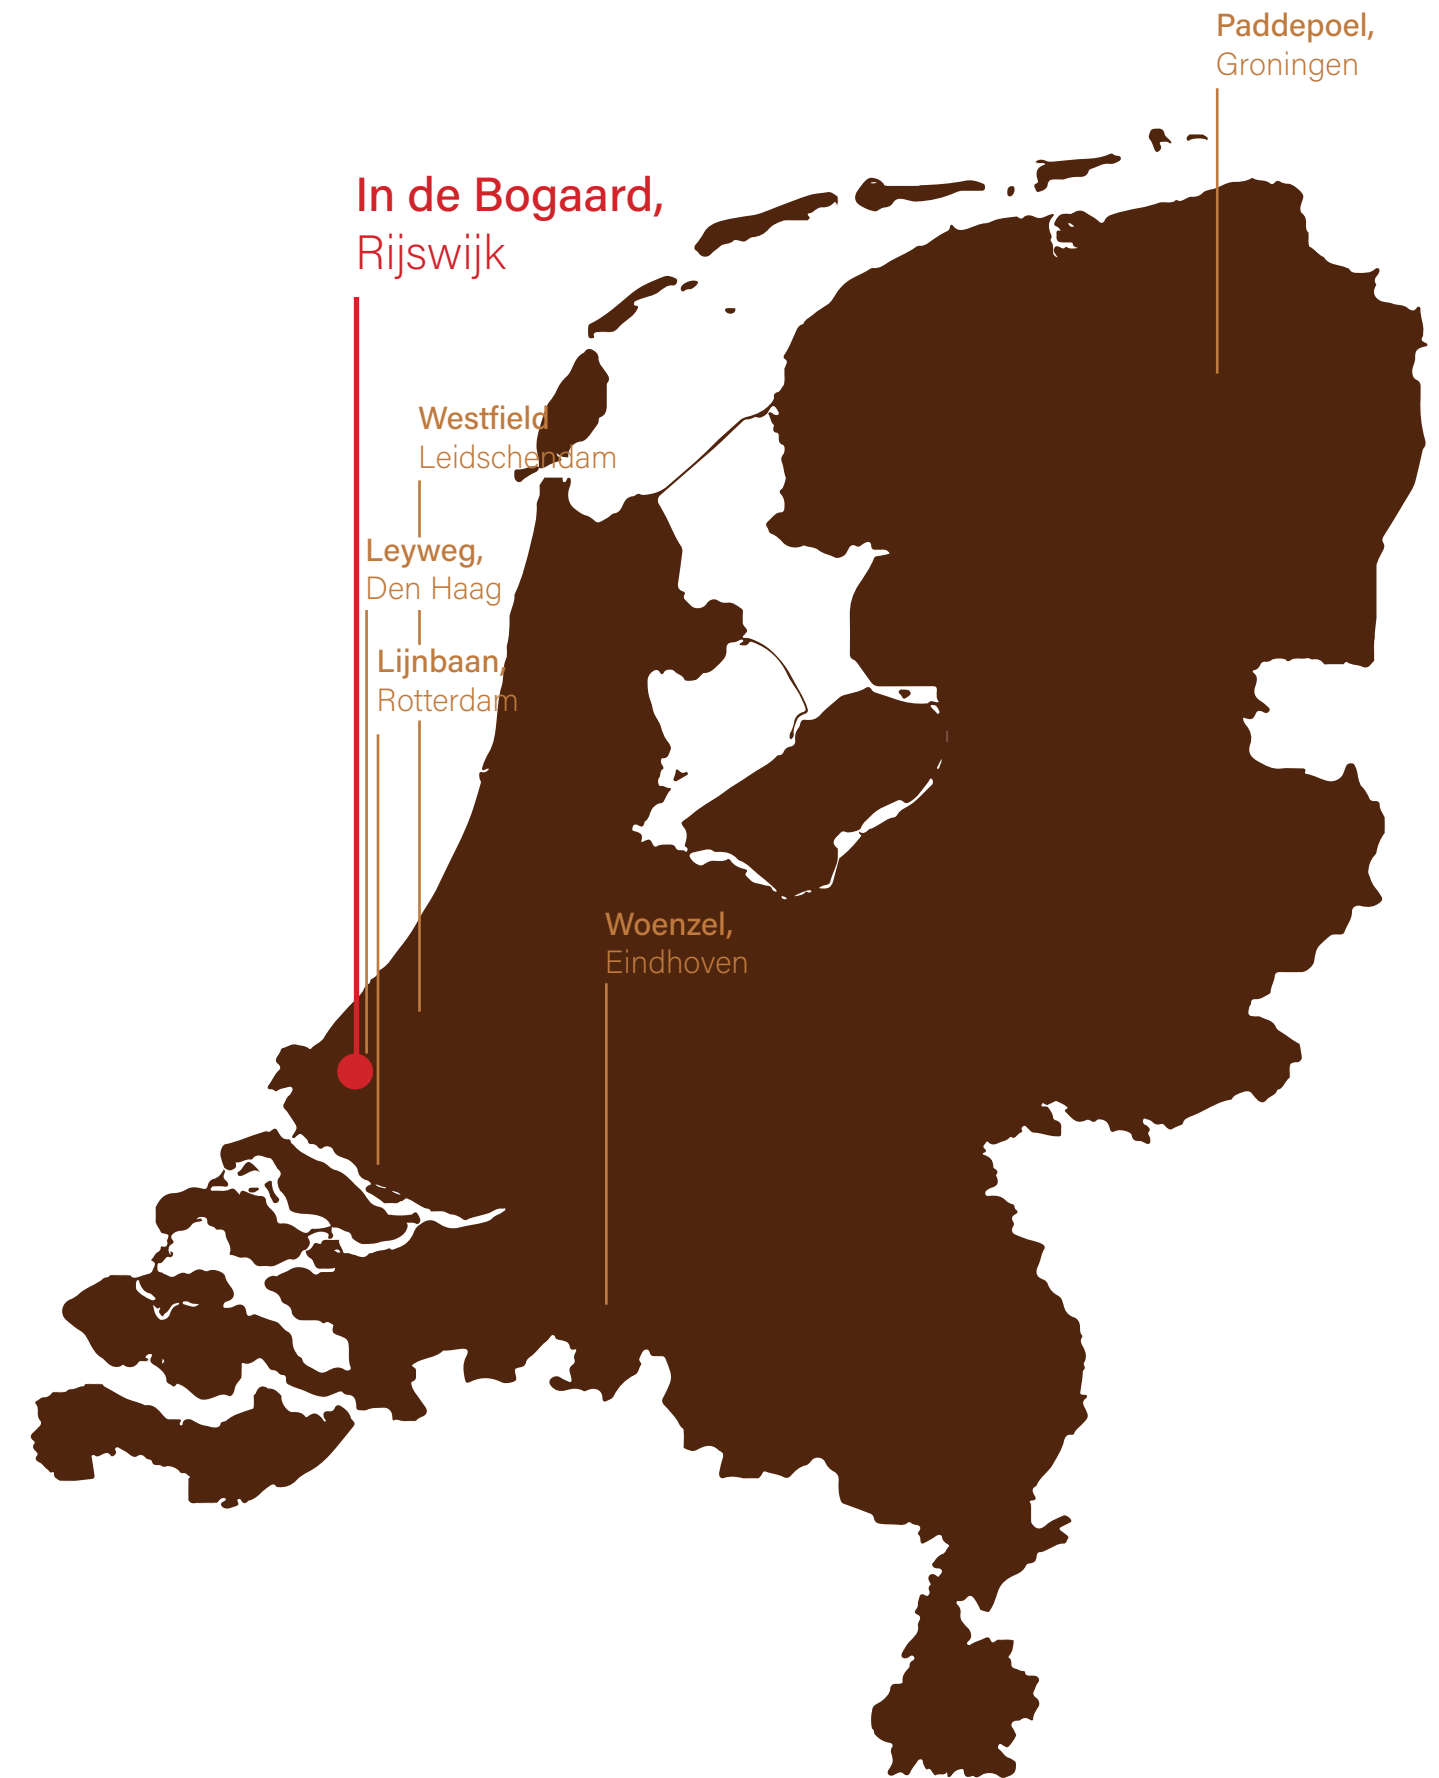 Paddepoel,
Groningen
In de Bogaard,
Rijswijk
Westfield
Leidschendam
Leyweg,
Den Haag
Lijnbaan,
Rotterdam
Woenzel,
Eindhoven